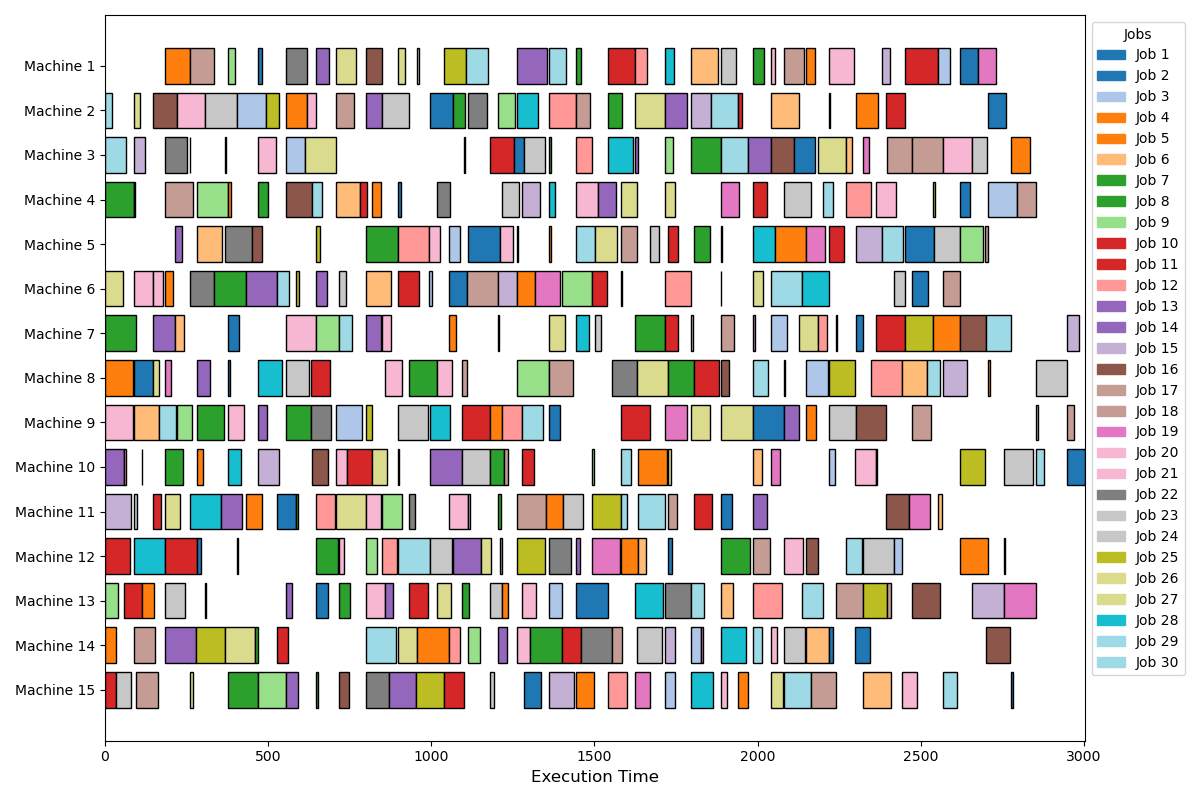 Machine 1
Machine 2
Machine 3
Machine 4
Machine 5
Machine 6
Machine 7
Machine 8
Machine 9
Machine 10
Machine 11
Machine 12
Machine 13
Machine 14
Machine 15
0 500 1000 1500 2000 2500 3000
Execution Time
Jobs
Job 1
Job 2
Job 3
Job 4
Job 5
Job 6
Job 7
Job 8
Job 9
Job 10
Job 11
Job 12
Job 13
Job 14
Job 15
Job 16
Job 17
Job 18
Job 19
Job 20
Job 21
Job 22
Job 23
Job 24
Job 25
Job 26
Job 27
Job 28
Job 29
Job 30